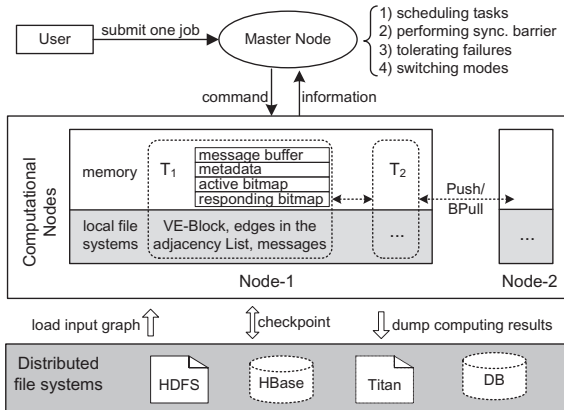 User
submit one job
Master Node
1) scheduling tasks
2) performing sync. barrier
3) tolerating failures
4) switching modes
command
information
Computational
Nodes
memory
T1
message buffer
metadata
active bitmap
responding bitmap
T2
Push/
BPull
local file
systems
VE-Block, edges in the
adjacency List, messages
...
...
Node-1
Node-2
load input graph
checkpoint
dump computing results
Distributed
file systems
HDFS
HBase
Titan
DB